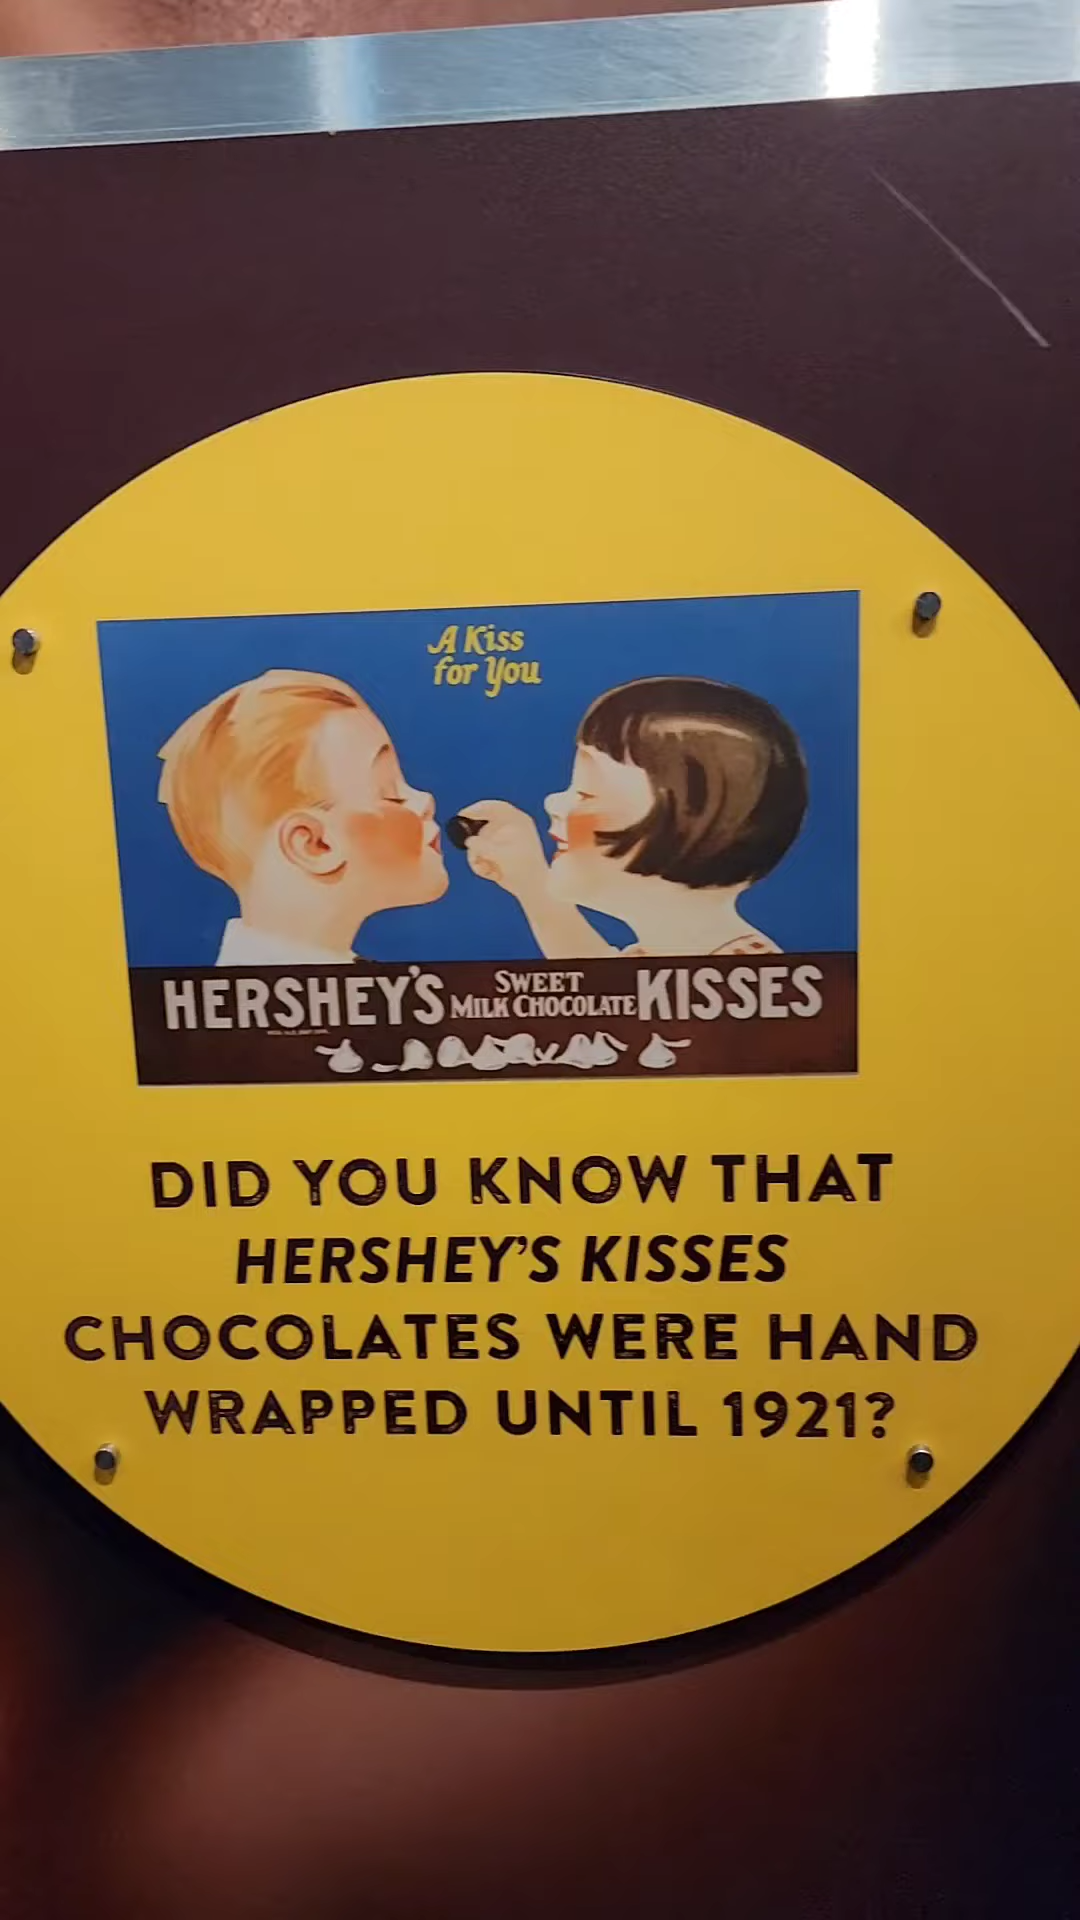 A Kiss
for You
HERSHEY'S SWEET MILK CHOCOLATE KISSES
DID YOU KNOW THAT
HERSHEY'S KISSES
CHOCOLATES WERE HAND
WRAPPED UNTIL 1921?